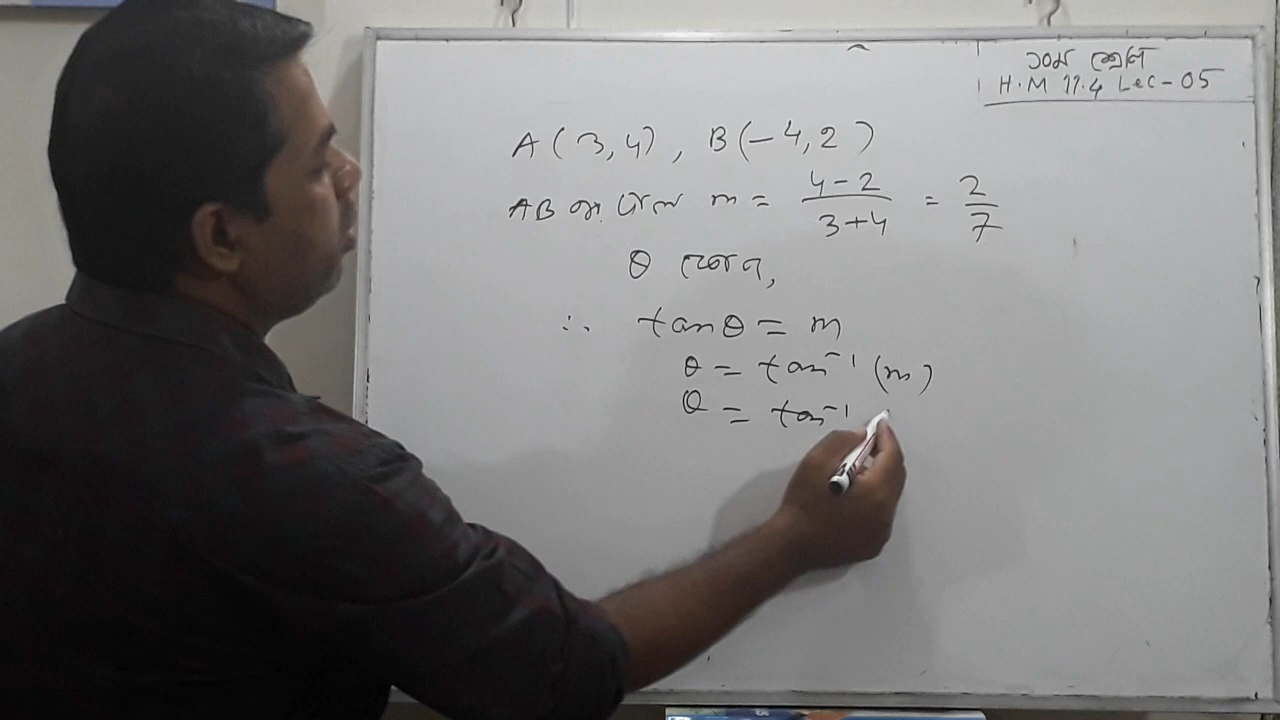 ১০ম শ্রেণি
H.M 11.4 Lec-05
A(3,4), B(-4,2)
AB এর ঢাল m = 4-2 / 3+4 = 2/7
θ কোণ,
∴ tanθ = m
θ = tan⁻¹(m)
θ = tan⁻¹